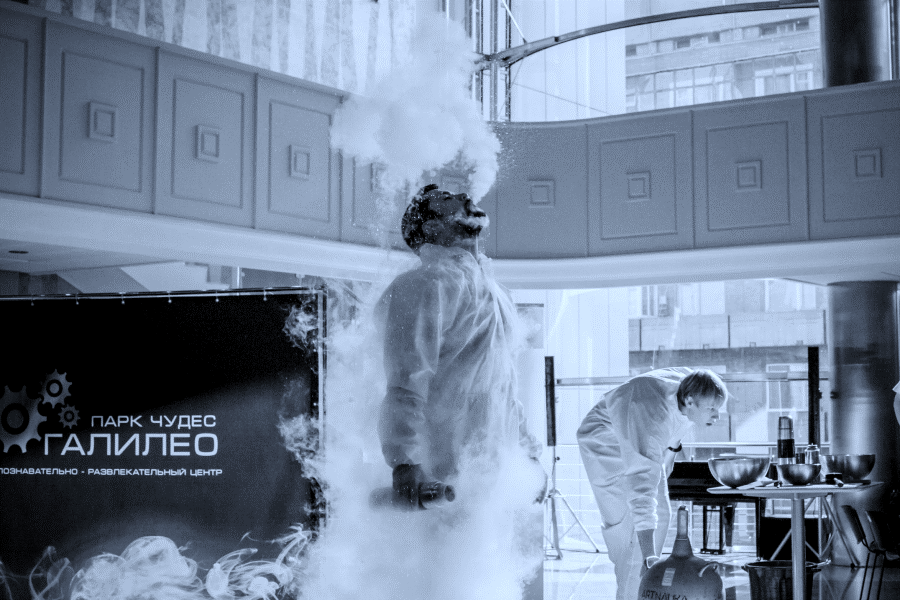 ПАРК ЧУДЕС
ГАЛИЛЕО
ПОЗНАВАТЕЛЬНО - РАЗВЛЕКАТЕЛЬНЫЙ ЦЕНТР